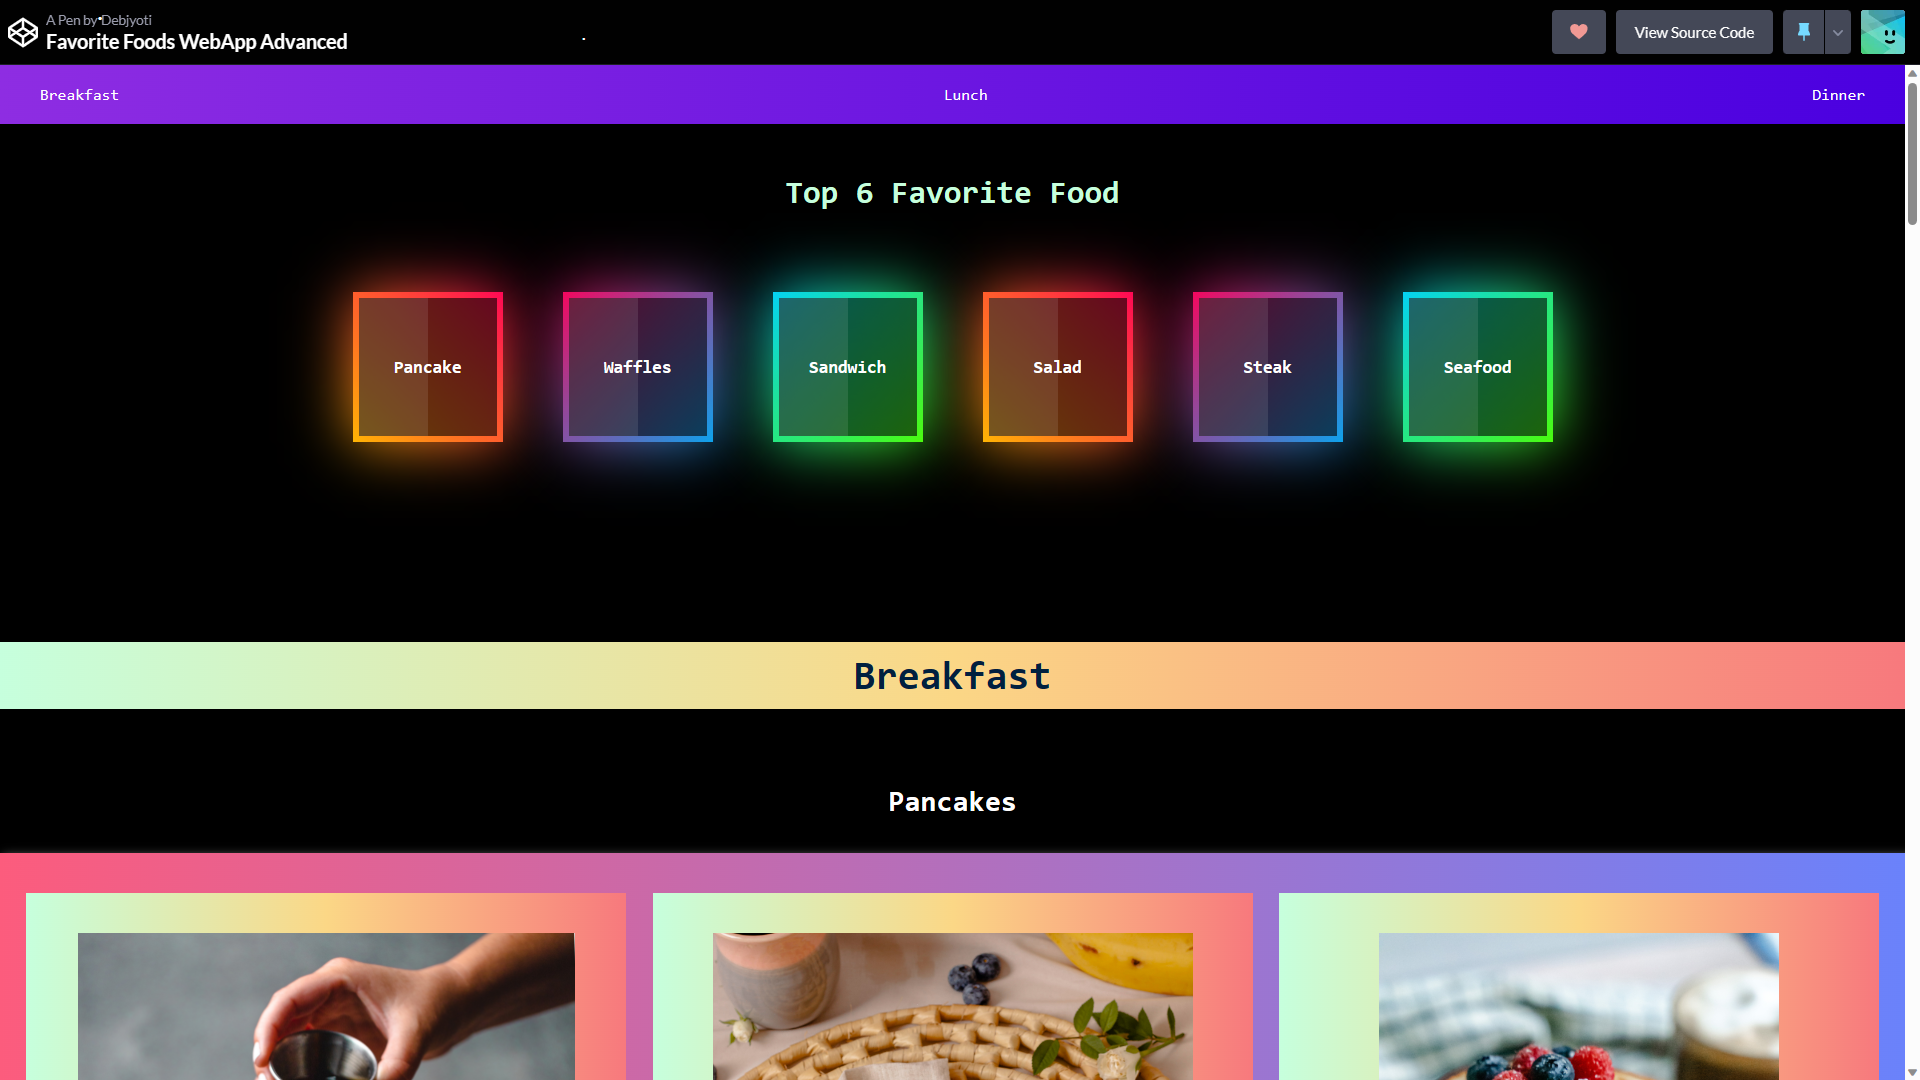 A Pen by Debjyoti
Favorite Foods WebApp Advanced
View Source Code
Breakfast Lunch Dinner
Top 6 Favorite Food
Pancake Waffles Sandwich Salad Steak Seafood
Breakfast
Pancakes